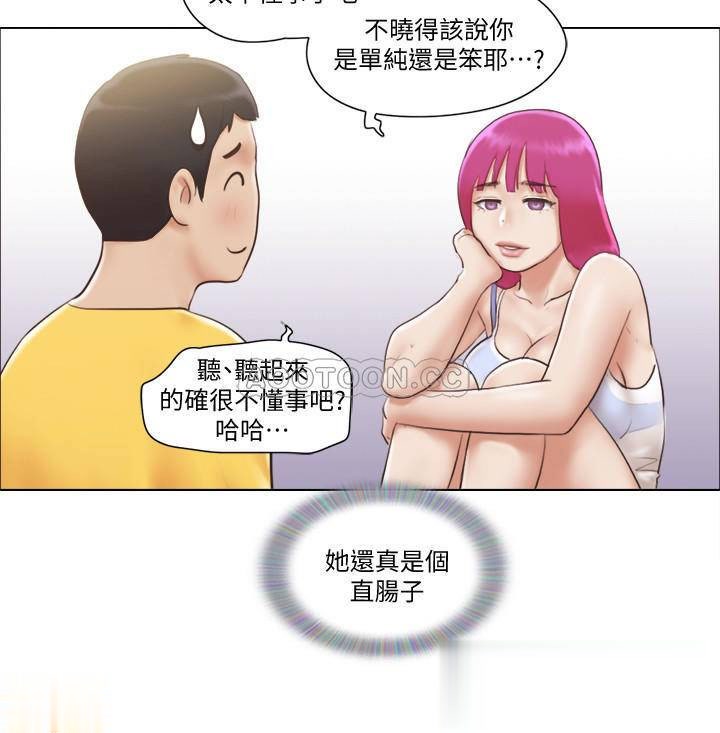 不曉得該說你
是單純還是笨耶…?
聽、聽起來
的確很不懂事吧?
哈哈…
她還真是個
直腸子